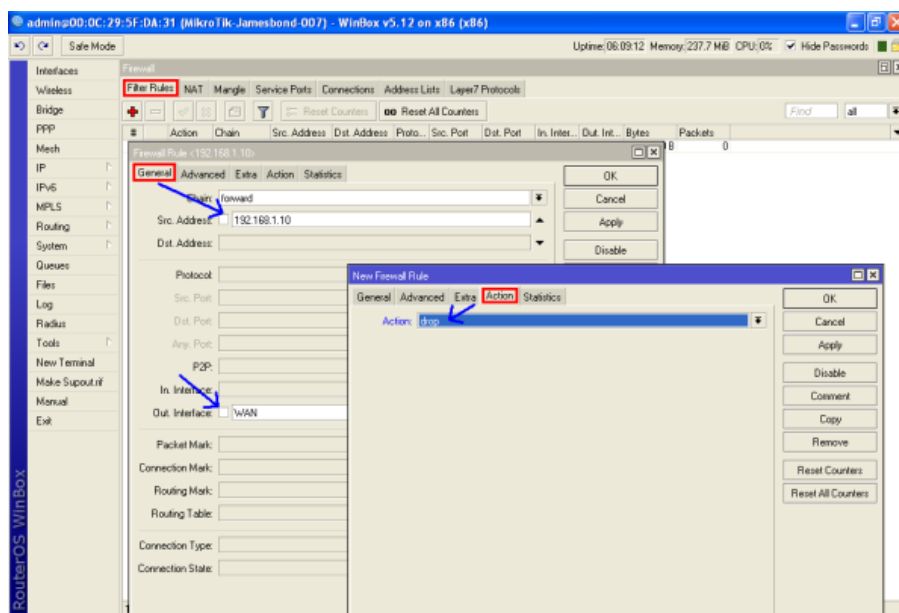 admin@00:0C:29:5F:DA:31 (MikroTik-Jamesbond-007) - WinBox v5.12 on x86 (x86)
Safe Mode Uptime: 06:09:12 Memory: 237.7 MiB CPU: 0% Hide Passwords
Interfaces
Wireless
Bridge
PPP
Mesh
IP
IPv6
MPLS
Routing
System
Queues
Files
Log
Radius
Tools
New Terminal
Make Supout.rif
Manual
Exit
RouterOS WinBox
Firewall
Filter Rules NAT Mangle Service Ports Connections Address Lists Layer7 Protocols
Reset Counters 00 Reset All Counters Find all
# Action Chain Src. Address Dst. Address Proto... Src. Port Dst. Port In. Inter... Out. Int... Bytes Packets
B 0
Firewall Rule <192.168.1.10>
General Advanced Extra Action Statistics
Chain: forward
Src. Address: 192.168.1.10
Dst. Address:
Protocol:
Src. Port:
Dst. Port:
Any. Port:
P2P:
In. Interface:
Out. Interface: WAN
Packet Mark:
Connection Mark:
Routing Mark:
Routing Table:
Connection Type:
Connection State:
OK
Cancel
Apply
Disable
New Firewall Rule
General Advanced Extra Action Statistics
Action: drop
OK
Cancel
Apply
Disable
Comment
Copy
Remove
Reset Counters
Reset All Counters